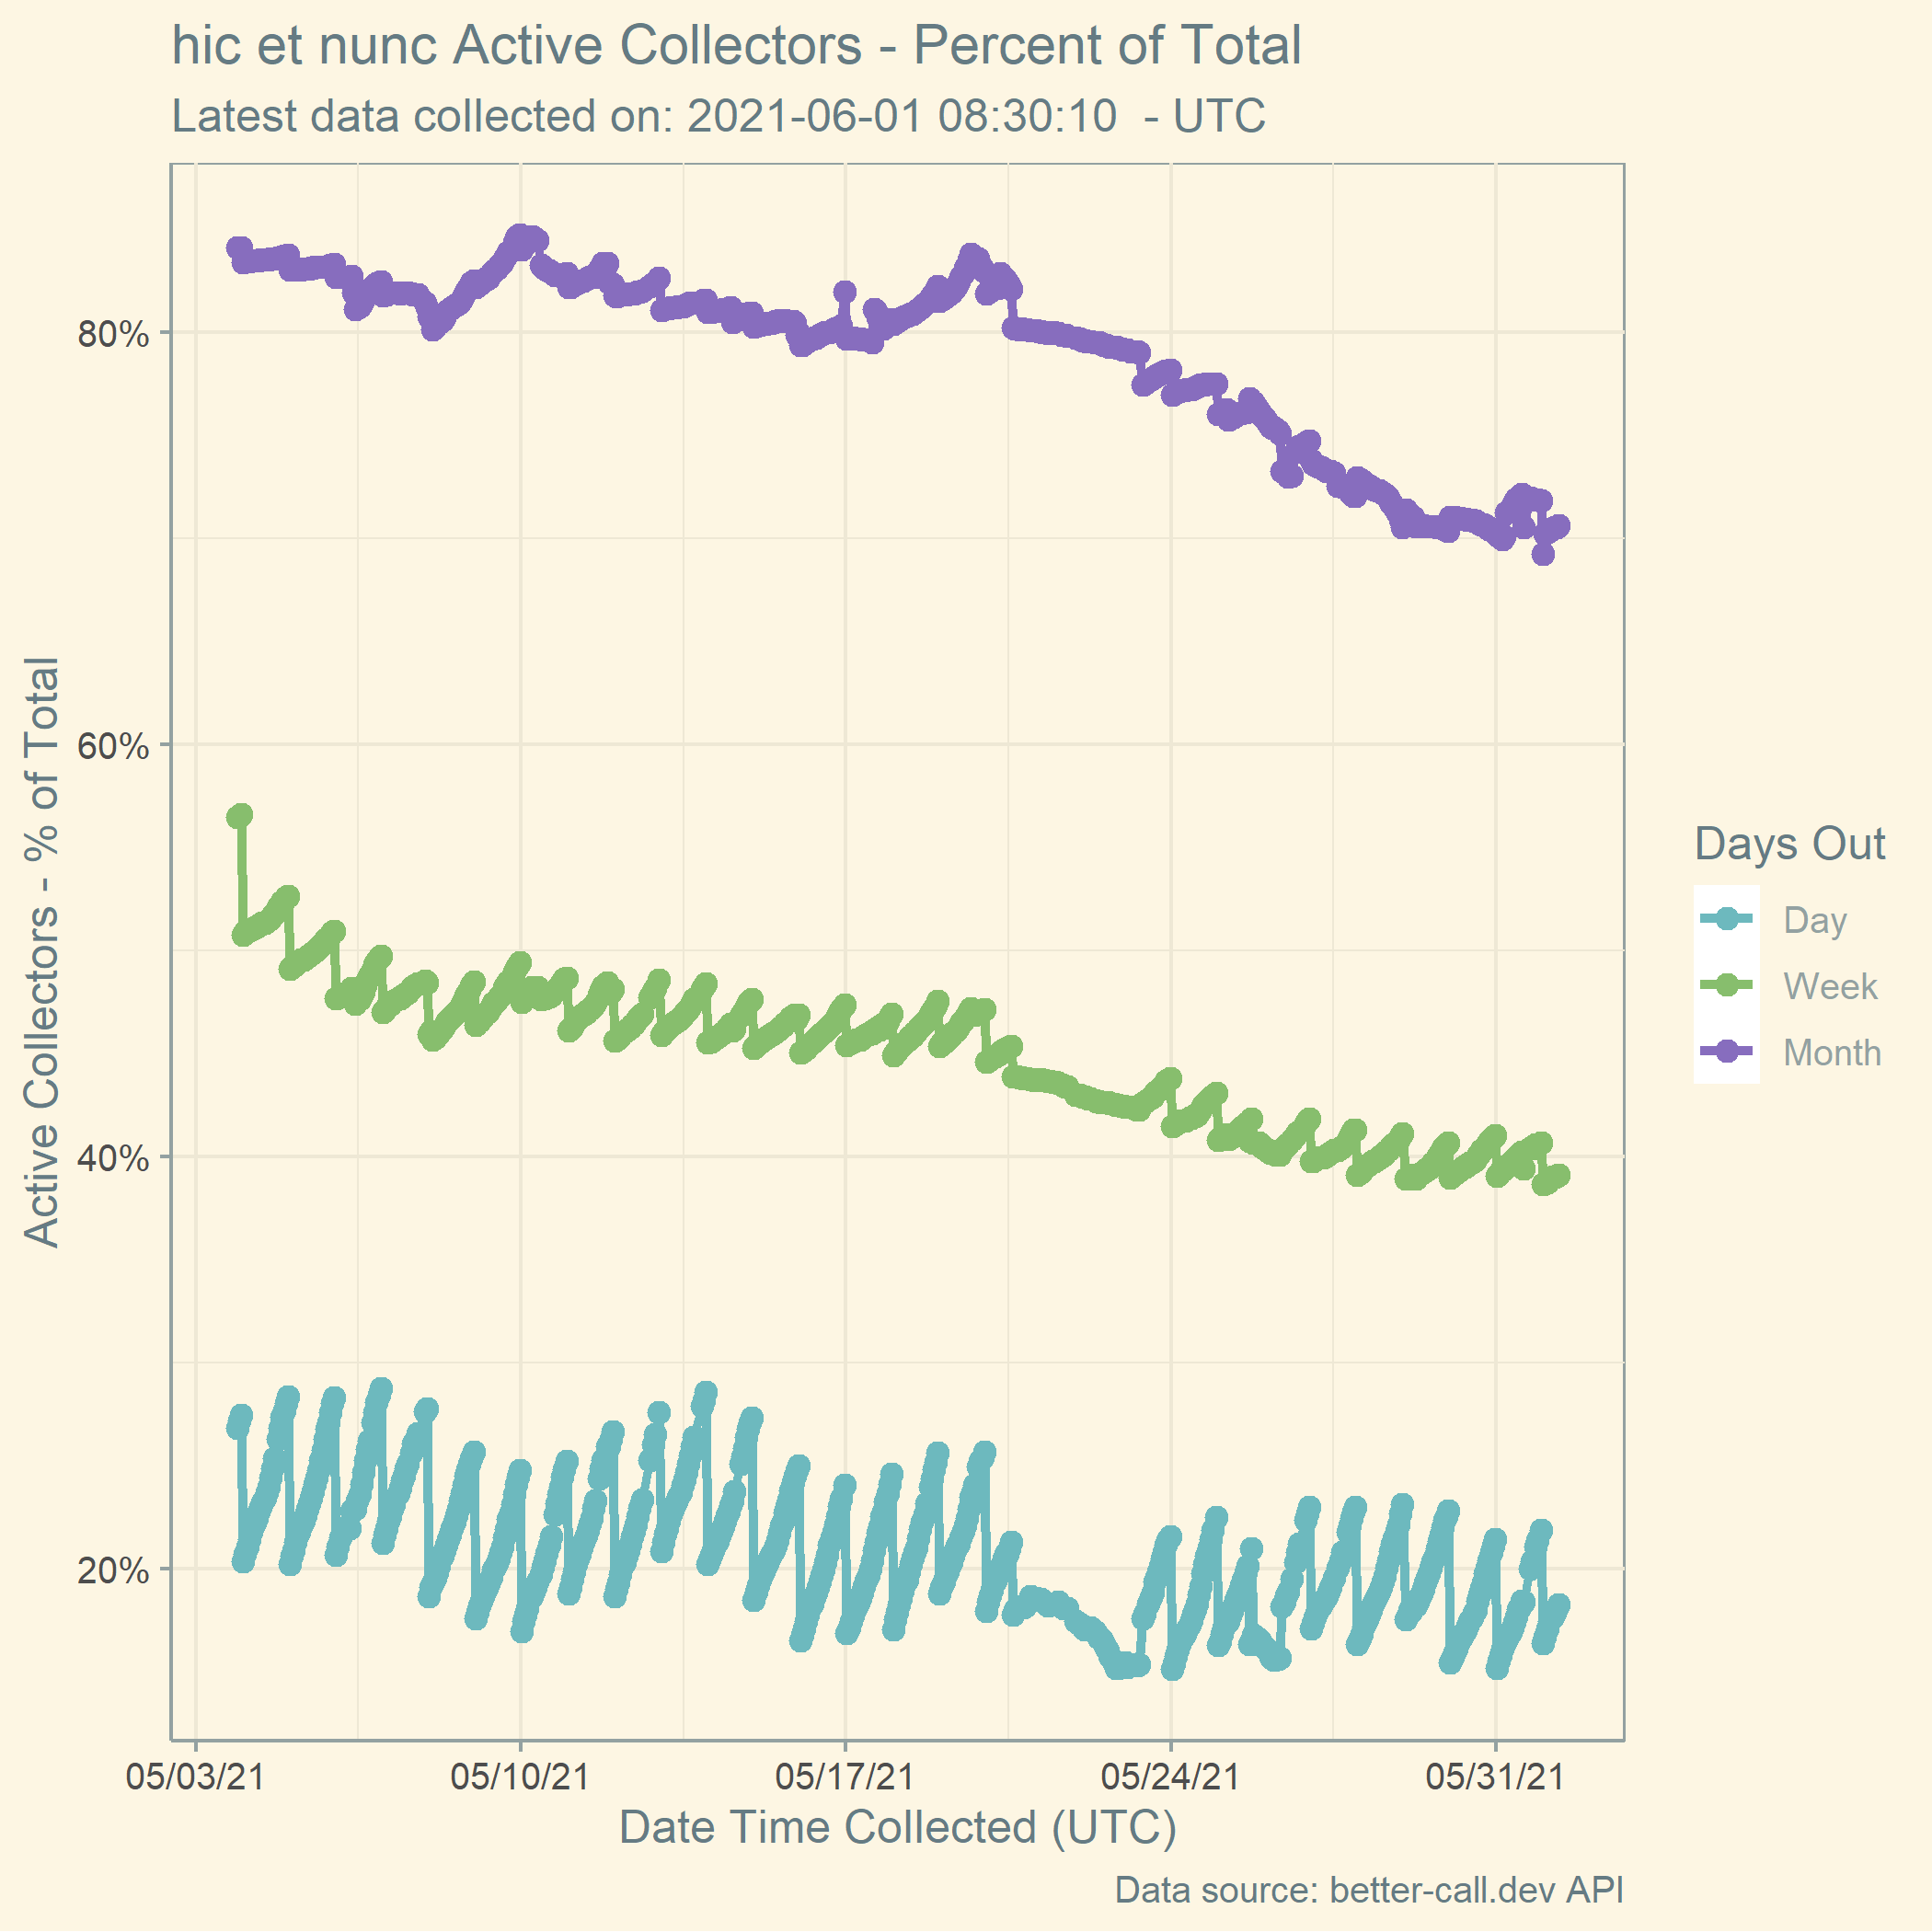 hic et nunc Active Collectors - Percent of Total
Latest data collected on: 2021-06-01 08:30:10  - UTC
Active Collectors - % of Total
80%
60%
40%
20%
05/03/21
05/10/21
05/17/21
05/24/21
05/31/21
Date Time Collected (UTC)
Days Out
Day
Week
Month
Data source: better-call.dev API